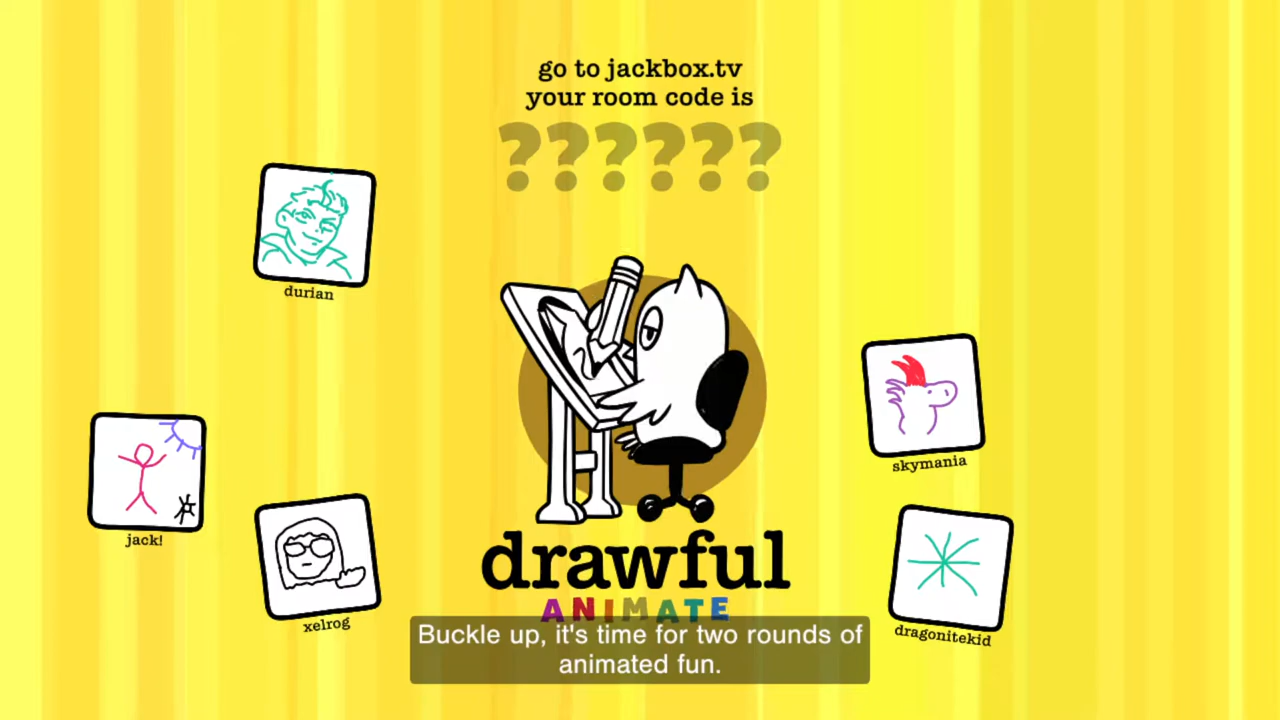 go to jackbox.tv
your room code is
??????
durian
skymania
jack!
xelrog
dragonitekid
drawful
ANIMATE
Buckle up, it's time for two rounds of
animated fun.